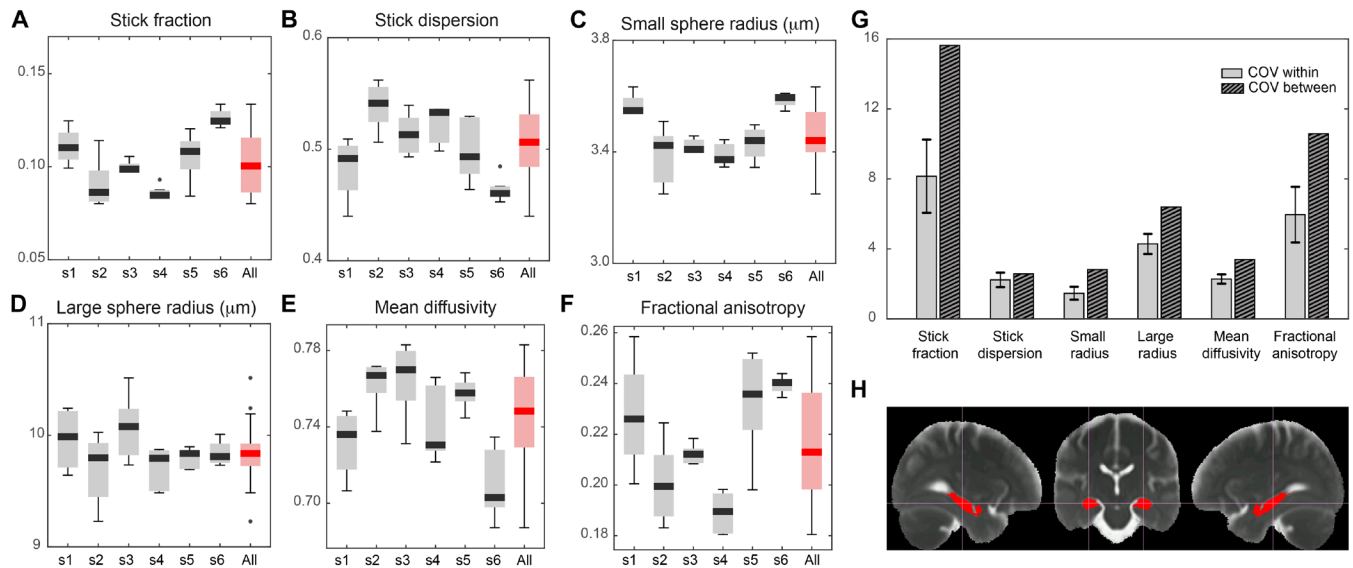 A Stick fraction
0.15
0.10
0.05
s1 s2 s3 s4 s5 s6 All
B Stick dispersion
0.6
0.5
0.4
s1 s2 s3 s4 s5 s6 All
C Small sphere radius (μm)
3.8
3.4
3.0
s1 s2 s3 s4 s5 s6 All
D Large sphere radius (μm)
11
10
9
s1 s2 s3 s4 s5 s6 All
E Mean diffusivity
0.78
0.74
0.70
s1 s2 s3 s4 s5 s6 All
F Fractional anisotropy
0.26
0.24
0.22
0.20
0.18
s1 s2 s3 s4 s5 s6 All
G
16
12
8
4
0
COV within
COV between
Stick fraction
Stick dispersion
Small radius
Large radius
Mean diffusivity
Fractional anisotropy
H